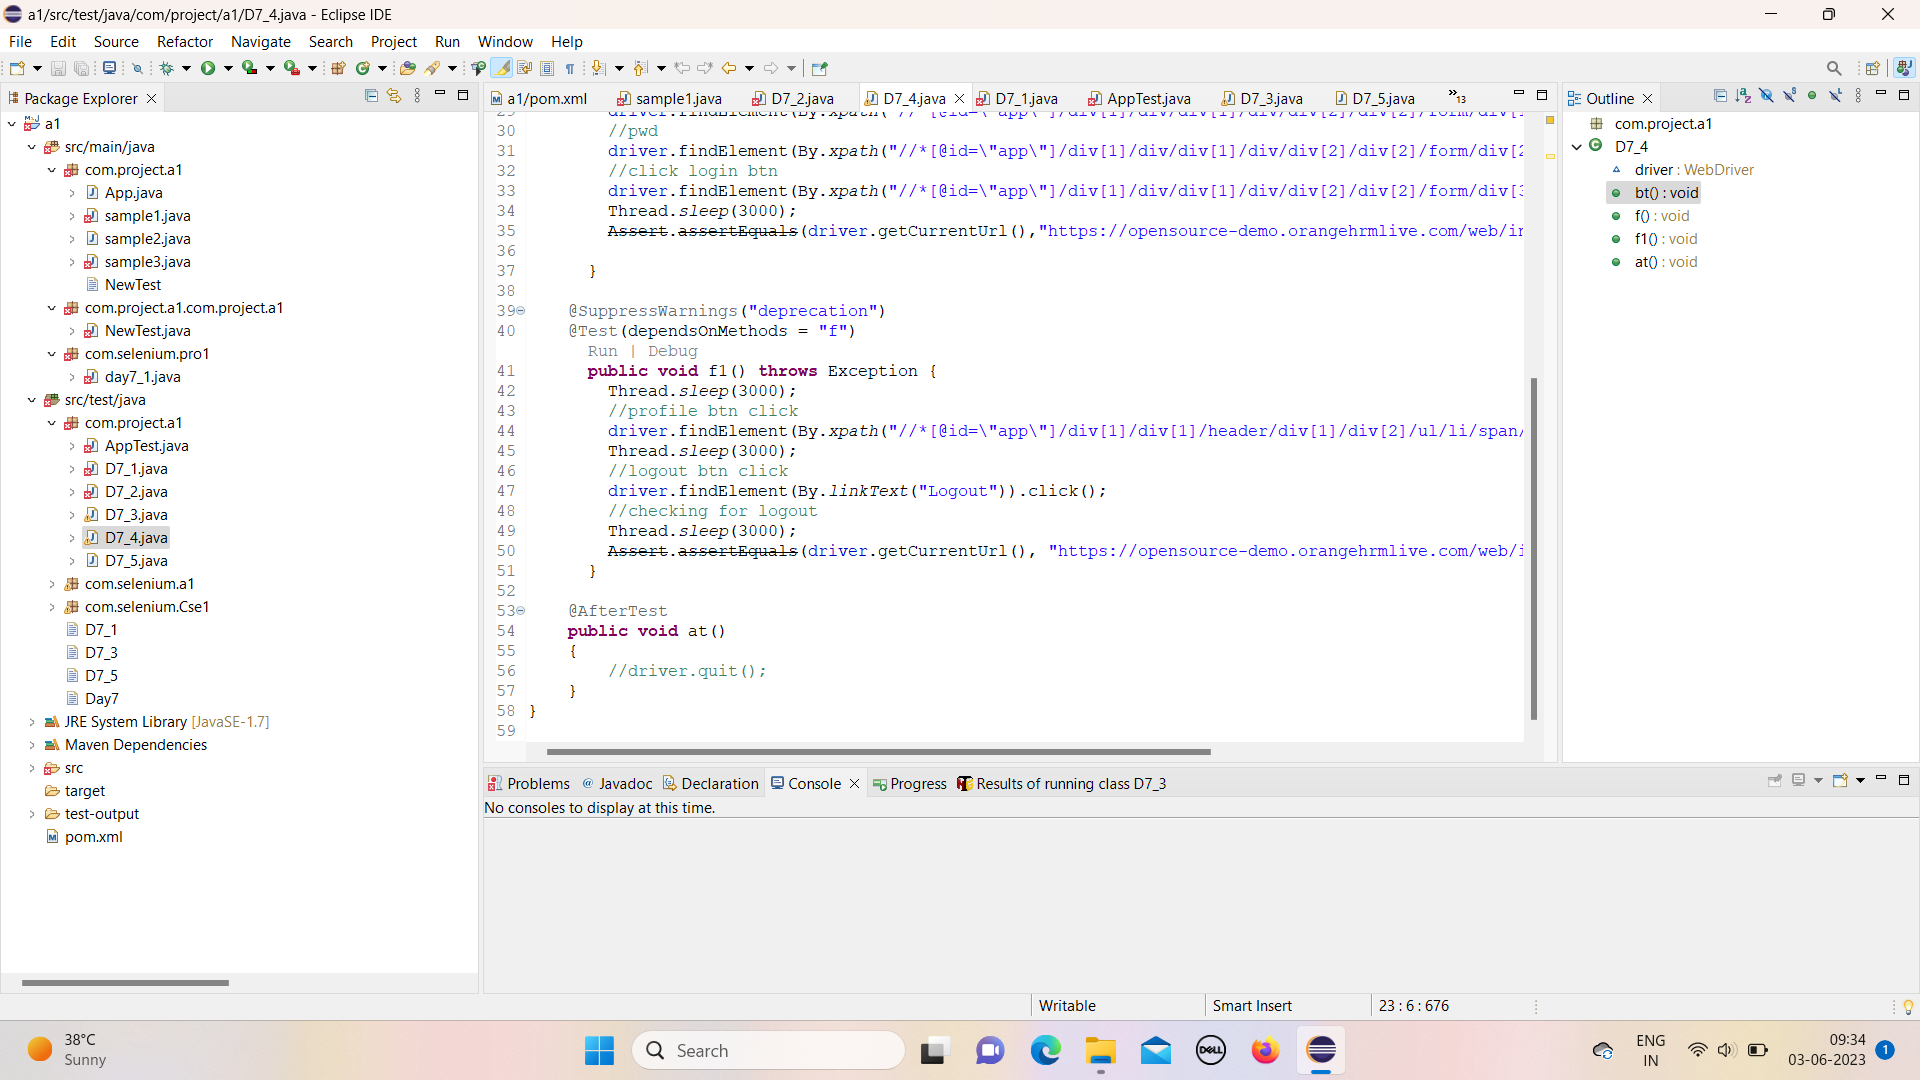 a1/src/test/java/com/project/a1/D7_4.java - Eclipse IDE
File Edit Source Refactor Navigate Search Project Run Window Help
Package Explorer
a1
src/main/java
com.project.a1
App.java
sample1.java
sample2.java
sample3.java
NewTest
com.project.a1.com.project.a1
NewTest.java
com.selenium.pro1
day7_1.java
src/test/java
com.project.a1
AppTest.java
D7_1.java
D7_2.java
D7_3.java
D7_4.java
D7_5.java
com.selenium.a1
com.selenium.Cse1
D7_1
D7_3
D7_5
Day7
JRE System Library [JavaSE-1.7]
Maven Dependencies
src
target
test-output
pom.xml
a1/pom.xml sample1.java D7_2.java D7_4.java D7_1.java AppTest.java D7_3.java D7_5.java »13
30 //pwd
31 driver.findElement(By.xpath("//*[@id=\"app\"]/div[1]/div/div[1]/div/div[2]/div[2]/form/div[2
32 //click login btn
33 driver.findElement(By.xpath("//*[@id=\"app\"]/div[1]/div/div[1]/div/div[2]/div[2]/form/div[3
34 Thread.sleep(3000);
35 Assert.assertEquals(driver.getCurrentUrl(),"https://opensource-demo.orangehrmlive.com/web/in
36
37 }
38
39 @SuppressWarnings("deprecation")
40 @Test(dependsOnMethods = "f")
Run | Debug
41 public void f1() throws Exception {
42 Thread.sleep(3000);
43 //profile btn click
44 driver.findElement(By.xpath("//*[@id=\"app\"]/div[1]/div[1]/header/div[1]/div[2]/ul/li/span/
45 Thread.sleep(3000);
46 //logout btn click
47 driver.findElement(By.linkText("Logout")).click();
48 //checking for logout
49 Thread.sleep(3000);
50 Assert.assertEquals(driver.getCurrentUrl(), "https://opensource-demo.orangehrmlive.com/web/i
51 }
52
53 @AfterTest
54 public void at()
55 {
56 //driver.quit();
57 }
58 }
59
Outline
com.project.a1
D7_4
driver : WebDriver
bt() : void
f() : void
f1() : void
at() : void
Problems @ Javadoc Declaration Console Progress Results of running class D7_3
No consoles to display at this time.
Writable Smart Insert 23 : 6 : 676
38°C
Sunny
Search
DELL
ENG
IN
09:34
03-06-2023
1